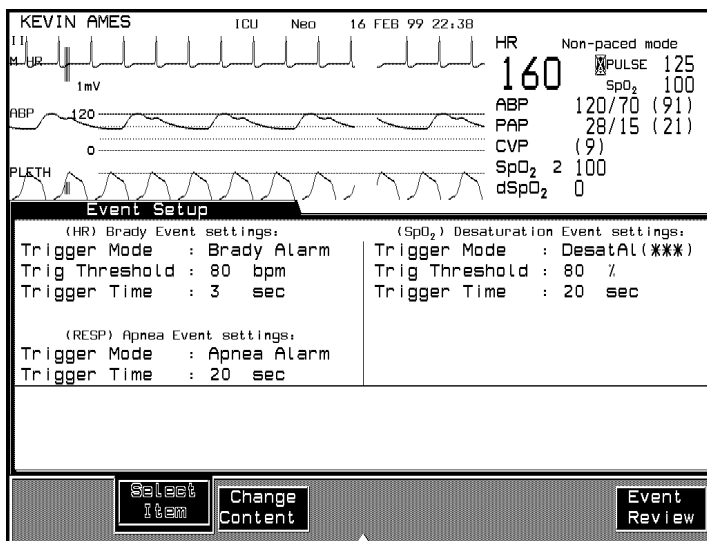 KEVIN AMES ICU Neo 16 FEB 99 22:38
II
M HR
1mV
HR Non-paced mode
160
PULSE 125
SpO₂ 100
ABP 120/70 (91)
PAP 28/15 (21)
CVP (9)
SpO₂ 2 100
dSpO₂ 0
ABP 120
0
PLETH
Event Setup
(HR) Brady Event settings:
Trigger Mode : Brady Alarm
Trig Threshold : 80 bpm
Trigger Time : 3 sec
(SpO₂) Desaturation Event settings:
Trigger Mode : DesatAl(***)
Trig Threshold : 80 %
Trigger Time : 20 sec
(RESP) Apnea Event settings:
Trigger Mode : Apnea Alarm
Trigger Time : 20 sec
Select
Item
Change
Content
Event
Review